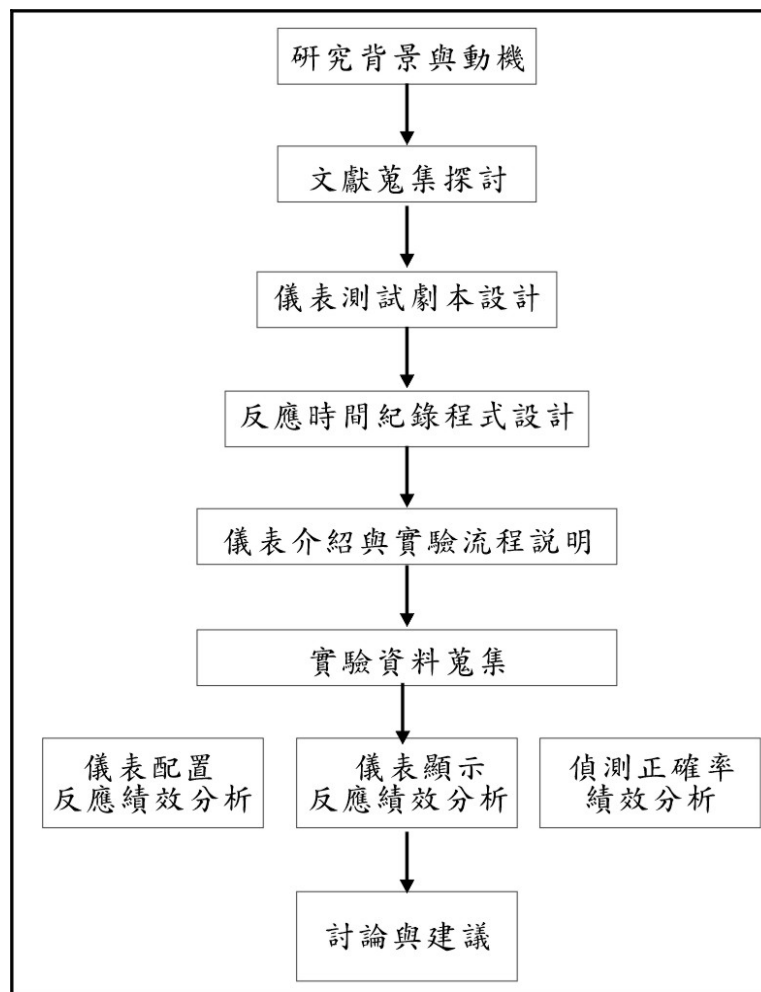 研究背景與動機
文獻蒐集探討
儀表測試劇本設計
反應時間紀錄程式設計
儀表介紹與實驗流程説明
實驗資料蒐集
儀表配置
反應績效分析
儀表顯示
反應績效分析
偵測正確率
績效分析
討論與建議